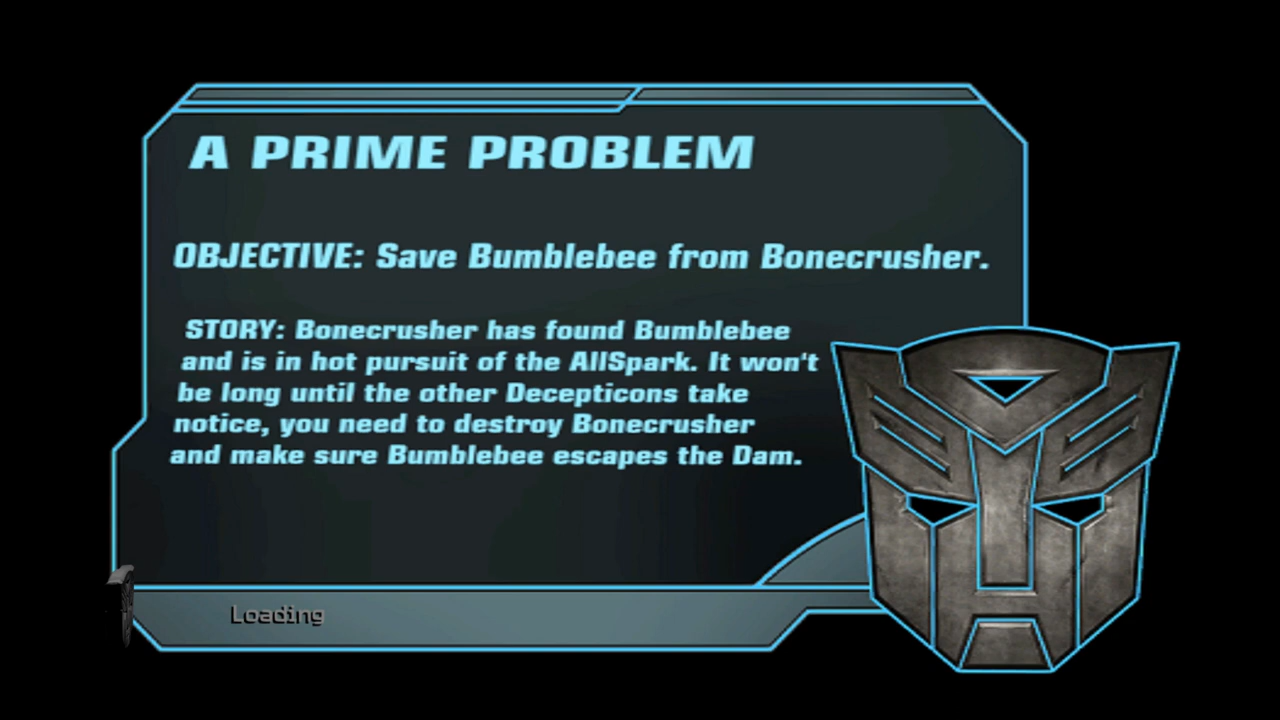 A PRIME PROBLEM
OBJECTIVE: Save Bumblebee from Bonecrusher.
STORY: Bonecrusher has found Bumblebee
and is in hot pursuit of the AllSpark. It won't
be long until the other Decepticons take
notice, you need to destroy Bonecrusher
and make sure Bumblebee escapes the Dam.
Loading